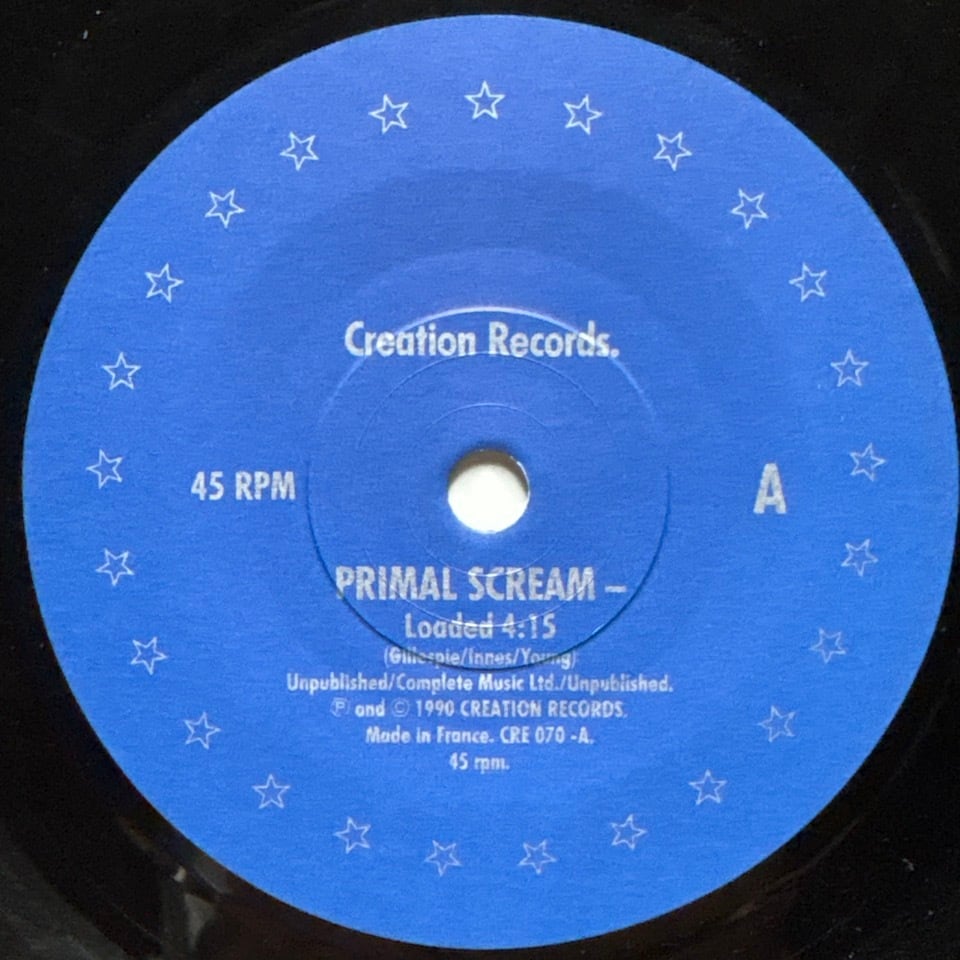 Creation Records.
45 RPM
A
PRIMAL SCREAM –
Loaded 4:15
(Gillespie/Innes/Young)
Unpublished/Complete Music Ltd./Unpublished.
Ⓟ and © 1990 CREATION RECORDS.
Made in France. CRE 070 -A.
45 rpm.